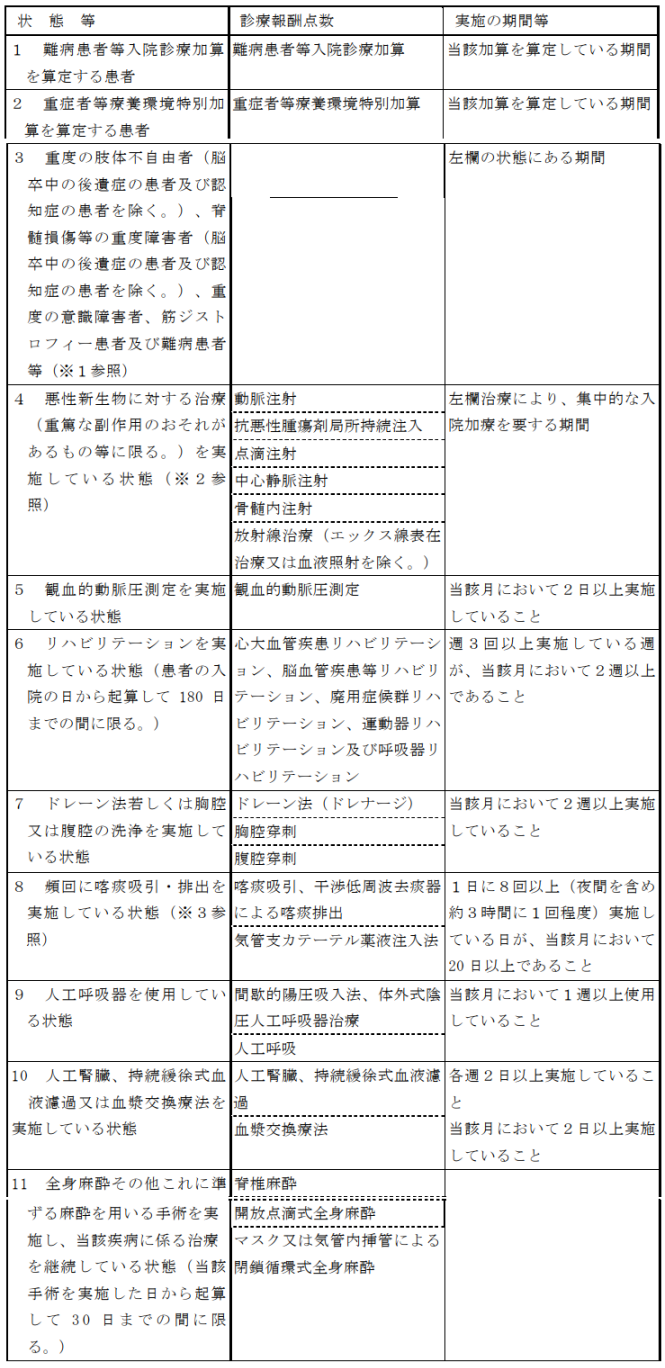 状 態 等
診療報酬点数
実施の期間等
1 難病患者等入院診療加算
を算定する患者
難病患者等入院診療加算
当該加算を算定している期間
2 重症者等療養環境特別加
算を算定する患者
重症者等療養環境特別加算
当該加算を算定している期間
3 重度の肢体不自由者（脳
卒中の後遺症の患者及び認
知症の患者を除く。）、脊
髄損傷等の重度障害者（脳
卒中の後遺症の患者及び認
知症の患者を除く。）、重
度の意識障害者、筋ジスト
ロフィー患者及び難病患者
等（※１参照）
左欄の状態にある期間
4 悪性新生物に対する治療
（重篤な副作用のおそれが
あるもの等に限る。）を実
施している状態（※２参
照）
動脈注射
抗悪性腫瘍剤局所持続注入
点滴注射
中心静脈注射
骨髄内注射
放射線治療（エックス線表在
治療又は血液照射を除く。）
左欄治療により、集中的な入
院加療を要する期間
5 観血的動脈圧測定を実施
している状態
観血的動脈圧測定
当該月において２日以上実施
していること
6 リハビリテーションを実
施している状態（患者の入
院の日から起算して 180 日
までの間に限る。）
心大血管疾患リハビリテーシ
ョン、脳血管疾患等リハビリ
テーション、廃用症候群リハ
ビリテーション、運動器リハ
ビリテーション及び呼吸器リ
ハビリテーション
週３回以上実施している週
が、当該月において２週以上
であること
7 ドレーン法若しくは胸腔
又は腹腔の洗浄を実施して
いる状態
ドレーン法（ドレナージ）
胸腔穿刺
腹腔穿刺
当該月において２週以上実施
していること
8 頻回に喀痰吸引・排出を
実施している状態（※３参
照）
喀痰吸引、干渉低周波去痰器
による喀痰排出
気管支カテーテル薬液注入法
１日に８回以上（夜間を含め
約３時間に１回程度）実施し
ている日が、当該月において
20 日以上であること
9 人工呼吸器を使用してい
る状態
間歇的陽圧吸入法、体外式陰
圧人工呼吸器治療
人工呼吸
当該月において１週以上使用
していること
10 人工腎臓、持続緩徐式血
液濾過又は血漿交換療法を
実施している状態
人工腎臓、持続緩徐式血液濾
過
血漿交換療法
各週２日以上実施しているこ
と
当該月において２日以上実施
していること
11 全身麻酔その他これに準
ずる麻酔を用いる手術を実
施し、当該疾病に係る治療
を継続している状態（当該
手術を実施した日から起算
して 30 日までの間に限
る。）
脊椎麻酔
開放点滴式全身麻酔
マスク又は気管内挿管による
閉鎖循環式全身麻酔